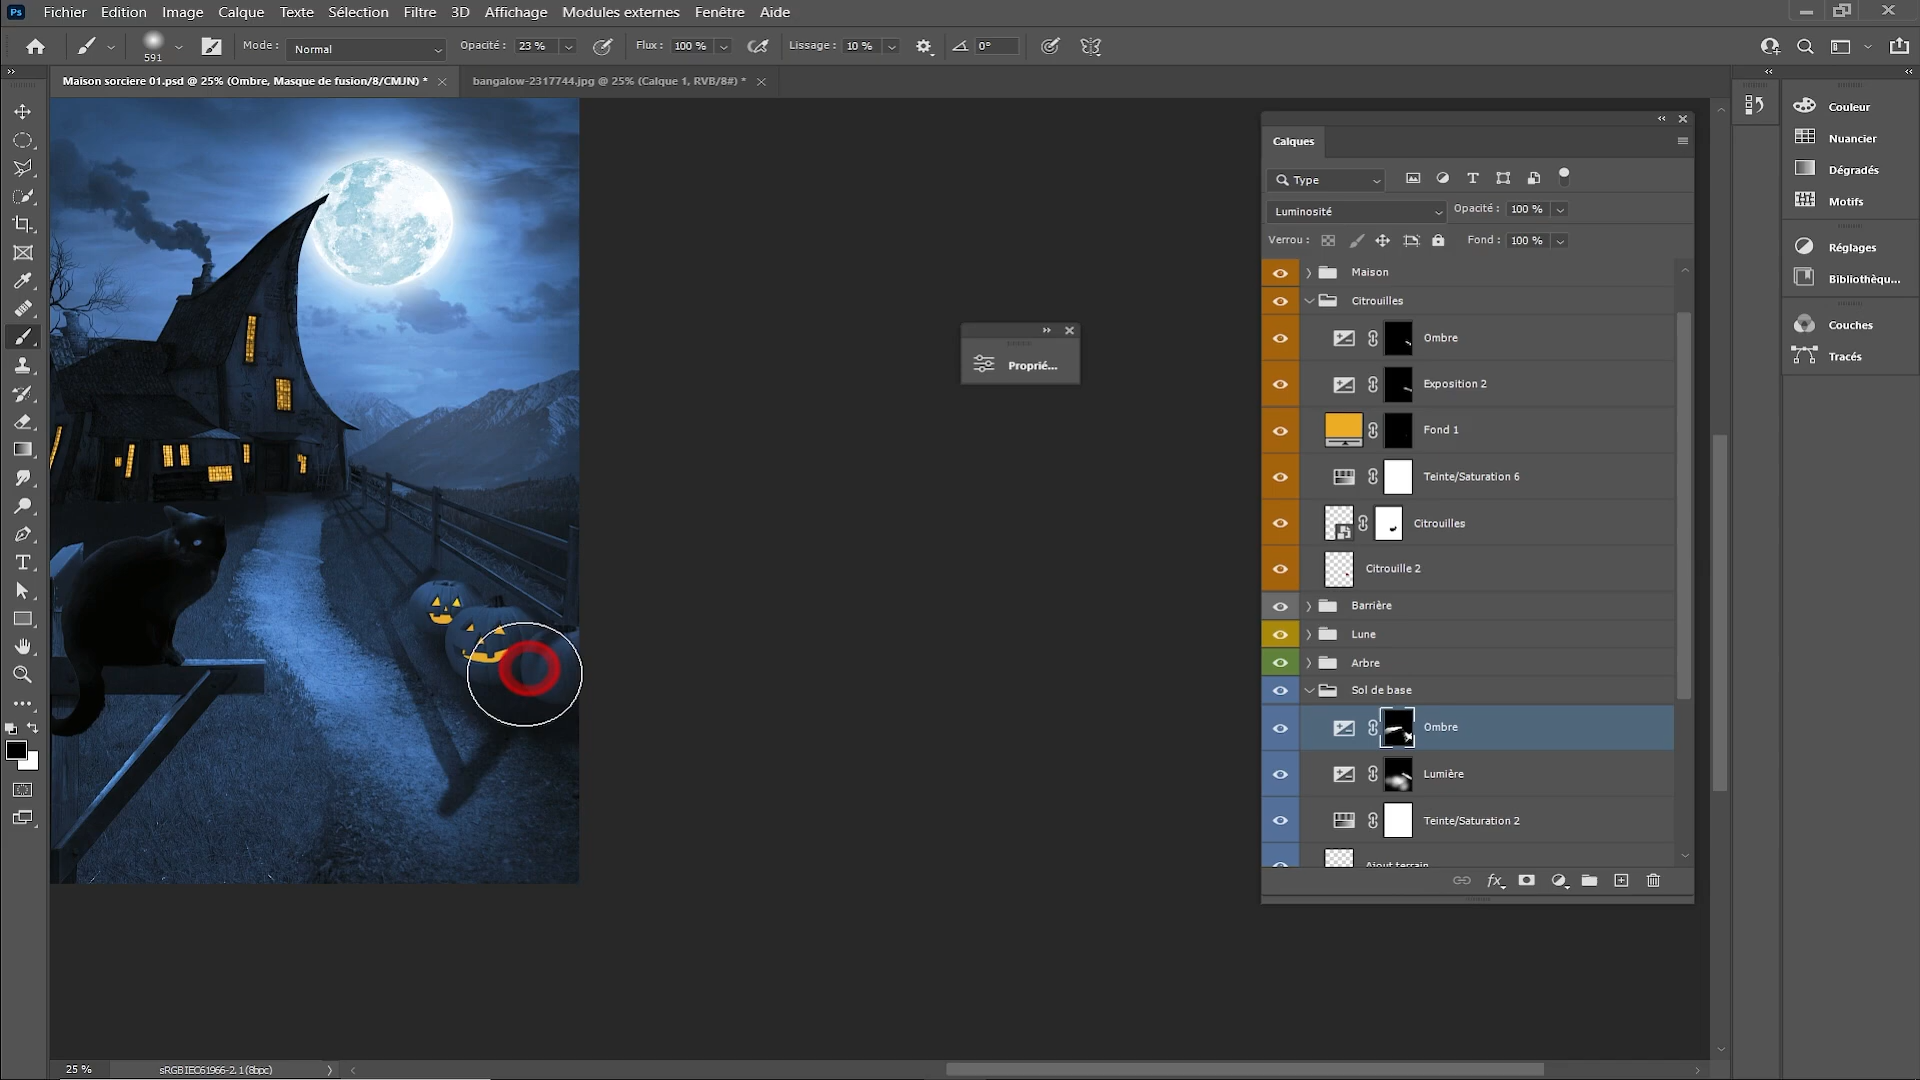 Ps Fichier Edition Image Calque Texte Sélection Filtre 3D Affichage Modules externes Fenêtre Aide
591 Mode : Normal Opacité : 23 % Flux : 100 % Lissage : 10 % 0°
Maison sorciere 01.psd @ 25% (Ombre, Masque de fusion/8/CMJN) * bangalow-2317744.jpg @ 25% (Calque 1, RVB/8#) *
Calques
Type
Luminosité Opacité : 100 %
Verrou : Fond : 100 %
Maison
Citrouilles
Ombre
Exposition 2
Fond 1
Teinte/Saturation 6
Citrouilles
Citrouille 2
Barrière
Lune
Arbre
Sol de base
Ombre
Lumière
Teinte/Saturation 2
Ajout terrain
fx
Proprié...
Couleur
Nuancier
Dégradés
Motifs
Réglages
Bibliothèqu...
Couches
Tracés
25 % sRGB IEC61966-2.1 (8bpc)